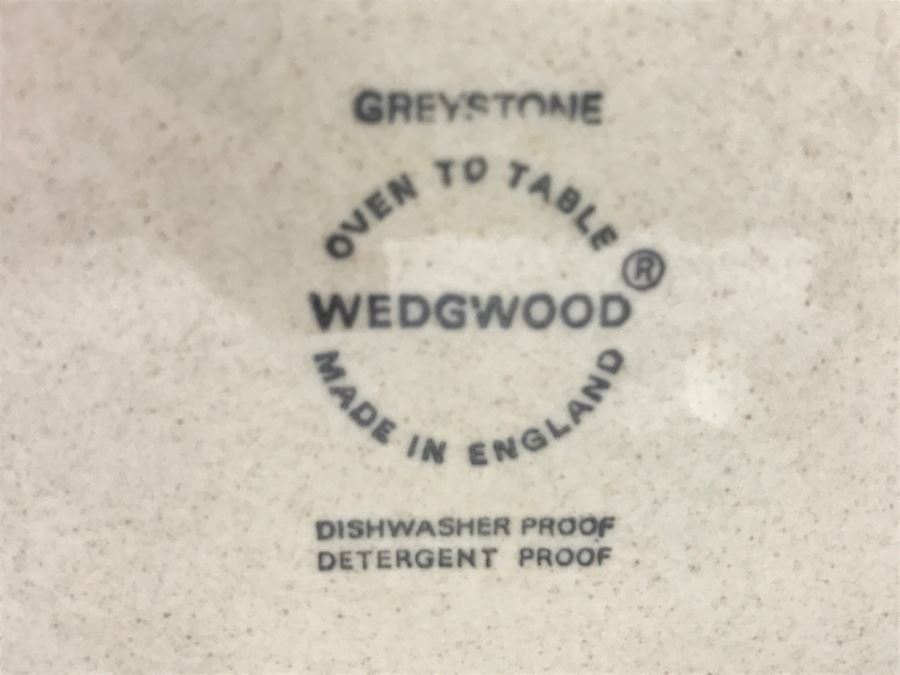 GREYSTONE
OVEN TO TABLE
WEDGWOOD®
MADE IN ENGLAND
DISHWASHER PROOF
DETERGENT PROOF